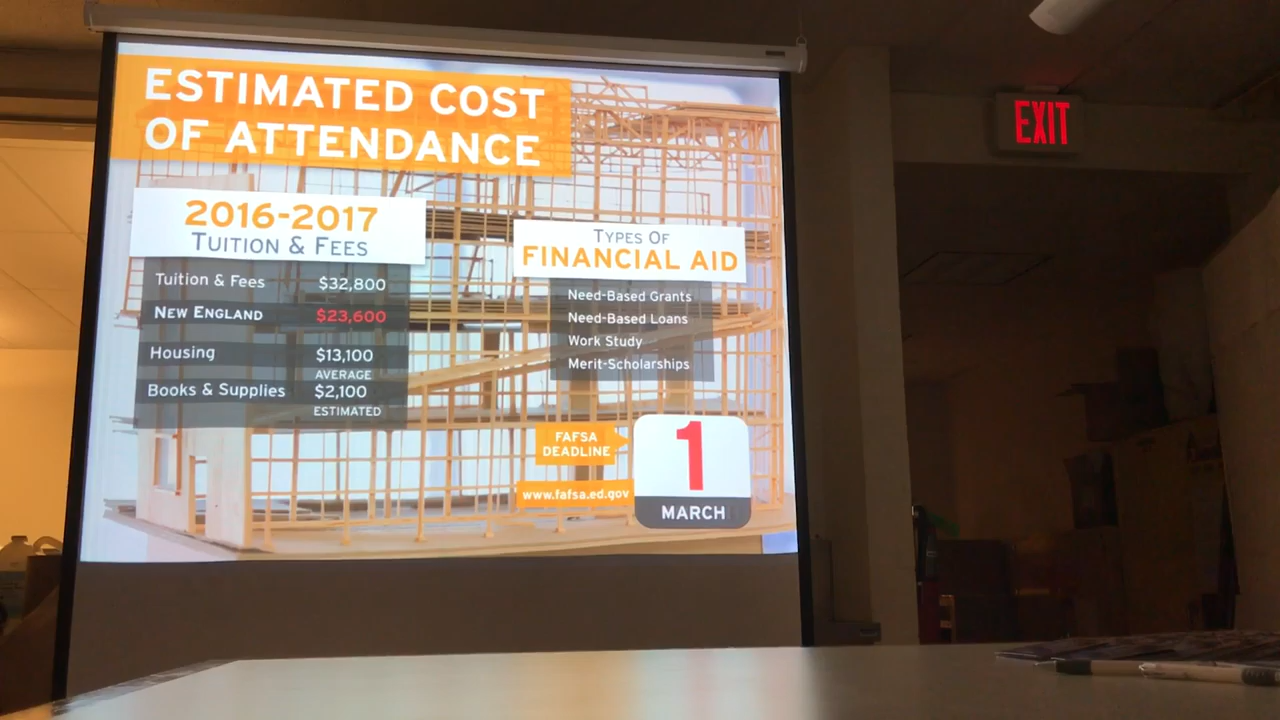 ESTIMATED COST
OF ATTENDANCE
2016-2017
TUITION & FEES
Tuition & Fees $32,800
NEW ENGLAND $23,600
Housing $13,100
AVERAGE
Books & Supplies $2,100
ESTIMATED
TYPES OF
FINANCIAL AID
Need-Based Grants
Need-Based Loans
Work Study
Merit-Scholarships
FAFSA
DEADLINE
www.fafsa.ed.gov
1
MARCH
EXIT